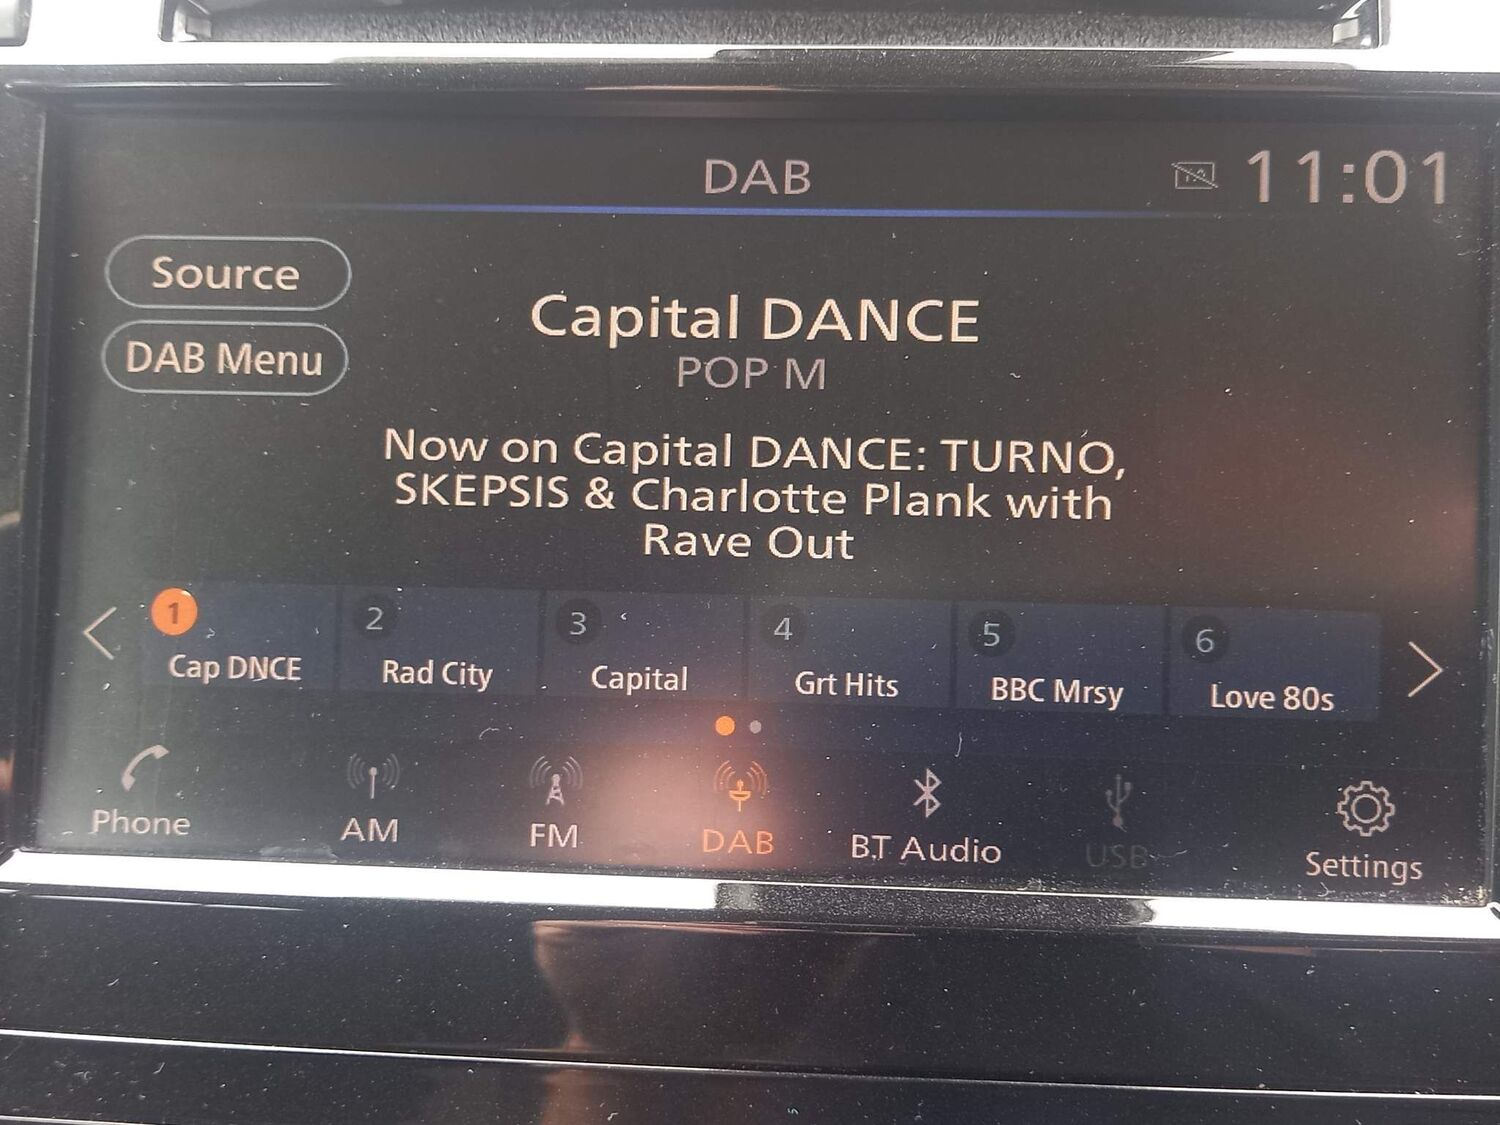 DAB
11:01
Source
DAB Menu
Capital DANCE
POP M
Now on Capital DANCE: TURNO,
SKEPSIS & Charlotte Plank with
Rave Out
1
Cap DNCE
2
Rad City
3
Capital
4
Grt Hits
5
BBC Mrsy
6
Love 80s
Phone
AM
FM
DAB
BT Audio
USB
Settings